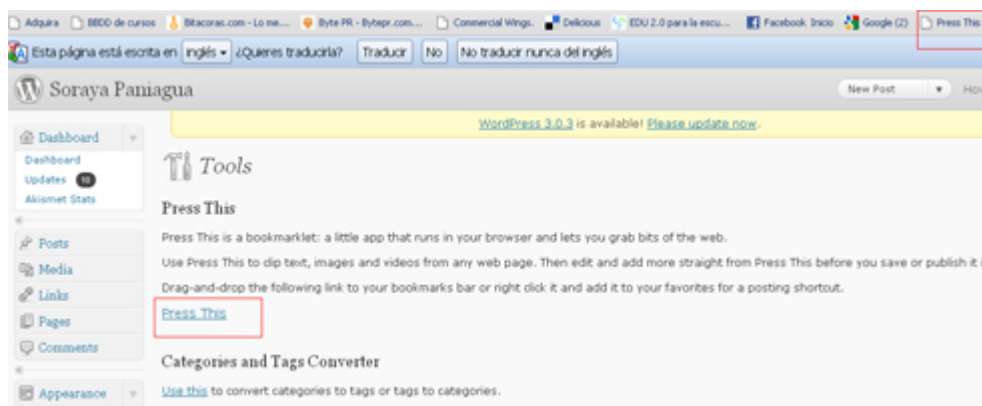 Adquira BBDD de cursos Bitacoras.com - Lo me... Byte PR - Bytepr.com... Commercial Wings. Delicious EDU 2.0 para la escu... Facebook Inicio Google (2) Press This
Esta página está escrita en inglés ¿Quieres traducirla? Traducir No No traducir nunca del inglés
Soraya Paniagua New Post
WordPress 3.0.3 is available! Please update now.
Dashboard
Dashboard
Updates 10
Akismet Stats
Posts
Media
Links
Pages
Comments
Appearance
Tools
Press This
Press This is a bookmarklet: a little app that runs in your browser and lets you grab bits of the web.
Use Press This to clip text, images and videos from any web page. Then edit and add more straight from Press This before you save or publish it
Drag-and-drop the following link to your bookmarks bar or right click it and add it to your favorites for a posting shortcut.
Press This
Categories and Tags Converter
Use this to convert categories to tags or tags to categories.